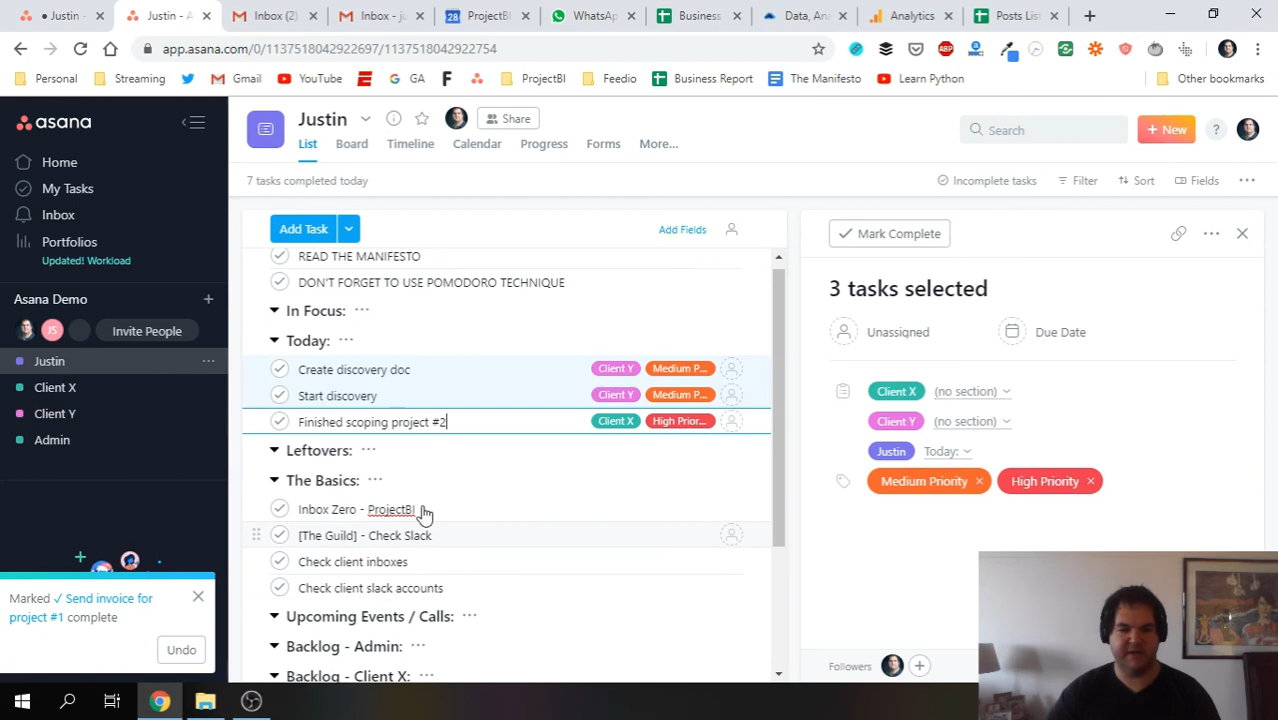 Justin -
Justin - A
Inbox (2)
Inbox - ju
28
ProjectBI
WhatsApp
Business
Data, Ana
Analytics
Posts List
app.asana.com/0/1137518042922697/1137518042922754
ABP
Personal
Streaming
Gmail
YouTube
GA
ProjectBI
Feedio
Business Report
The Manifesto
Learn Python
Other bookmarks
asana
Home
My Tasks
Inbox
Portfolios
Updated! Workload
Asana Demo
JS
Invite People
Justin
Client X
Client Y
Admin
Marked ✓ Send invoice for
project #1 complete
Undo
Justin
Share
List
Board
Timeline
Calendar
Progress
Forms
More...
Search
+ New
?
7 tasks completed today
Incomplete tasks
Filter
Sort
Fields
Add Task
Add Fields
READ THE MANIFESTO
DON'T FORGET TO USE POMODORO TECHNIQUE
In Focus:
Today:
Create discovery doc
Client Y
Medium P...
Start discovery
Client Y
Medium P...
Finished scoping project #2
Client X
High Prior...
Leftovers:
The Basics:
Inbox Zero - ProjectBI
[The Guild] - Check Slack
Check client inboxes
Check client slack accounts
Upcoming Events / Calls:
Backlog - Admin:
Backlog - Client X:
Mark Complete
3 tasks selected
Unassigned
Due Date
Client X
(no section)
Client Y
(no section)
Justin
Today:
Medium Priority
High Priority
Followers